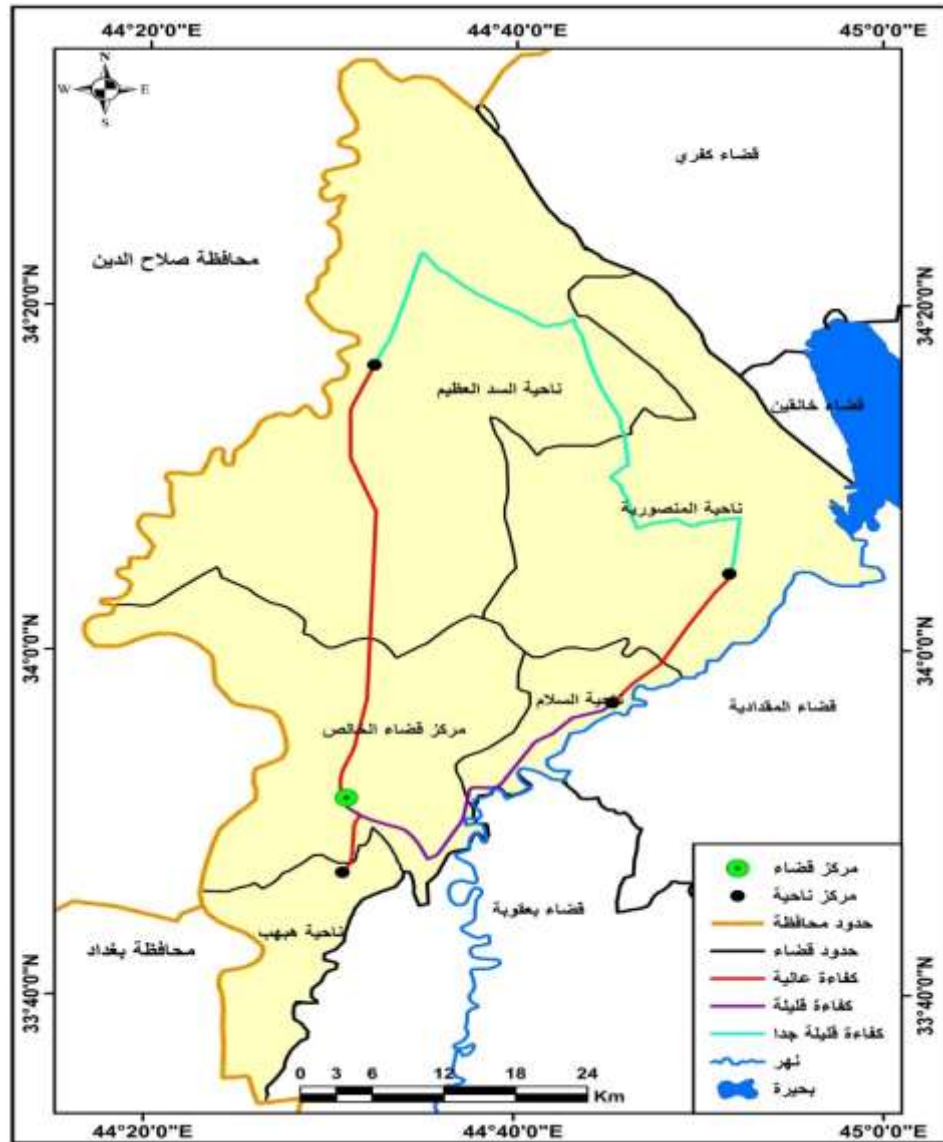 44°20'0"E
44°40'0"E
45°0'0"E
N
W
E
S
قضاء كفري
محافظة صلاح الدين
34°20'0"N
34°20'0"N
ناحية السد العظيم
قضاء خانقين
ناحية المنصورية
34°0'0"N
34°0'0"N
ناحية السلام
قضاء المقدادية
مركز قضاء الخالص
قضاء بعقوبة
ناحية هبهب
محافظة بغداد
33°40'0"N
33°40'0"N
مركز قضاء
مركز ناحية
حدود محافظة
حدود قضاء
كفاءة عالية
كفاءة قليلة
كفاءة قليلة جدا
نهر
بحيرة
0 3 6 12 18 24
Km
44°20'0"E
44°40'0"E
45°0'0"E